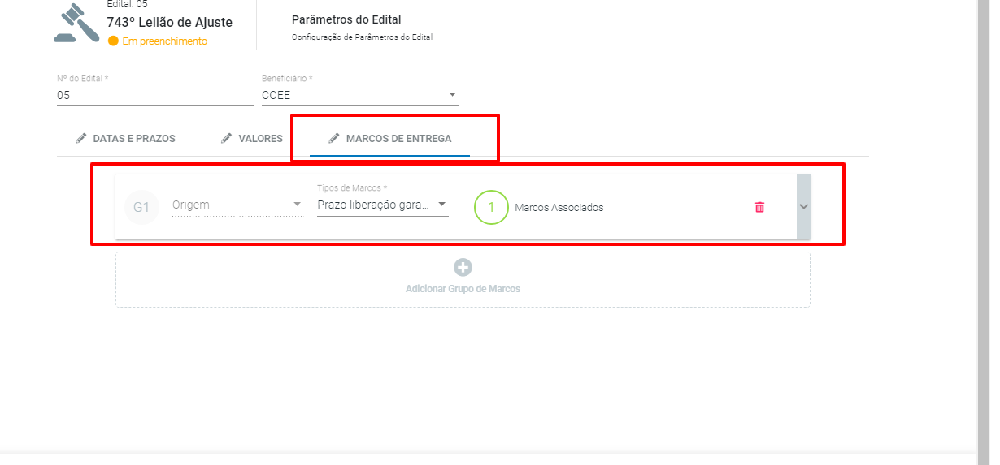 Edital: 05
743º Leilão de Ajuste
Em preenchimento
Parâmetros do Edital
Configuração de Parâmetros do Edital
Nº do Edital *
05
Beneficiário *
CCEE
DATAS E PRAZOS
VALORES
MARCOS DE ENTREGA
G1
Origem
Tipos de Marcos *
Prazo liberação gara...
1
Marcos Associados
Adicionar Grupo de Marcos